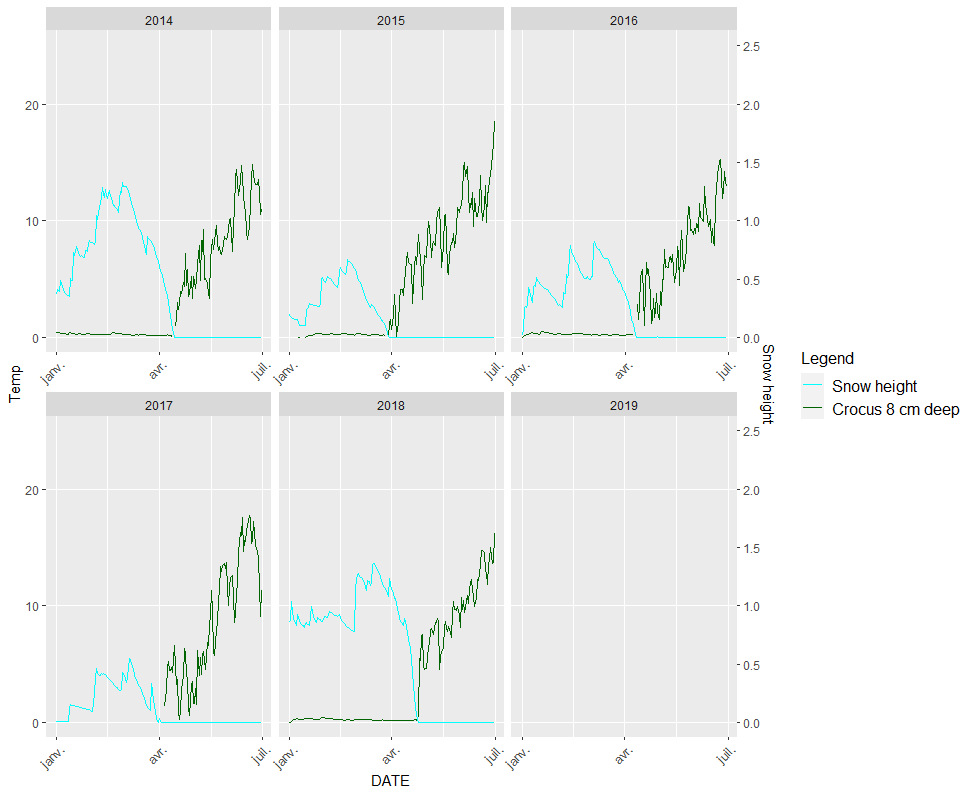 2014 2015 2016
2.5
20 2.0
1.5
10 1.0
0.5
0 0.0
janv. avr. juil. janv. avr. juil. janv. avr. juil.
Temp
Snow height
Legend
Snow height
Crocus 8 cm deep
2017 2018 2019
2.5
20 2.0
1.5
10 1.0
0.5
0 0.0
janv. avr. juil. janv. avr. juil. janv. avr. juil.
DATE